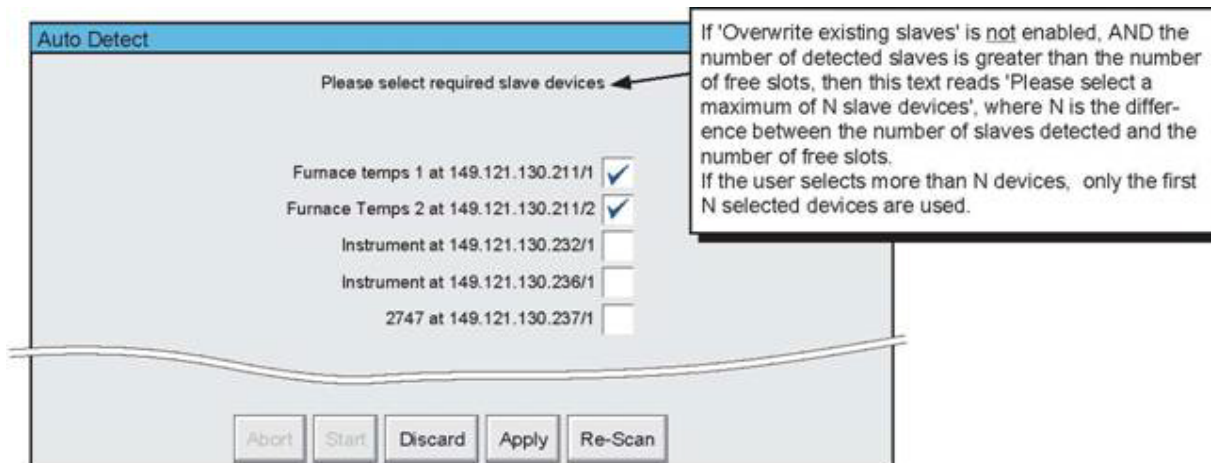 Auto Detect
Please select required slave devices
If 'Overwrite existing slaves' is not enabled, AND the
number of detected slaves is greater than the number
of free slots, then this text reads 'Please select a
maximum of N slave devices', where N is the differ-
ence between the number of slaves detected and the
number of free slots.
If the user selects more than N devices, only the first
N selected devices are used.
Furnace temps 1 at 149.121.130.211/1
Furnace Temps 2 at 149.121.130.211/2
Instrument at 149.121.130.232/1
Instrument at 149.121.130.236/1
2747 at 149.121.130.237/1
Abort Start Discard Apply Re-Scan